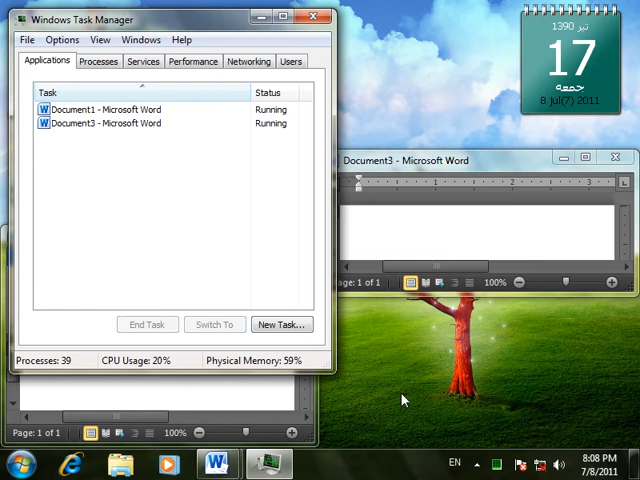 Windows Task Manager
File Options View Windows Help
Applications Processes Services Performance Networking Users
Task Status
Document1 - Microsoft Word Running
Document3 - Microsoft Word Running
End Task Switch To New Task...
Processes: 39 CPU Usage: 20% Physical Memory: 59%
تیر 1390
17
جمعه
8 jul(7) 2011
Document3 - Microsoft Word
1 2 3
age: 1 of 1 100%
Page: 1 of 1 100%
EN
8:08 PM
7/8/2011